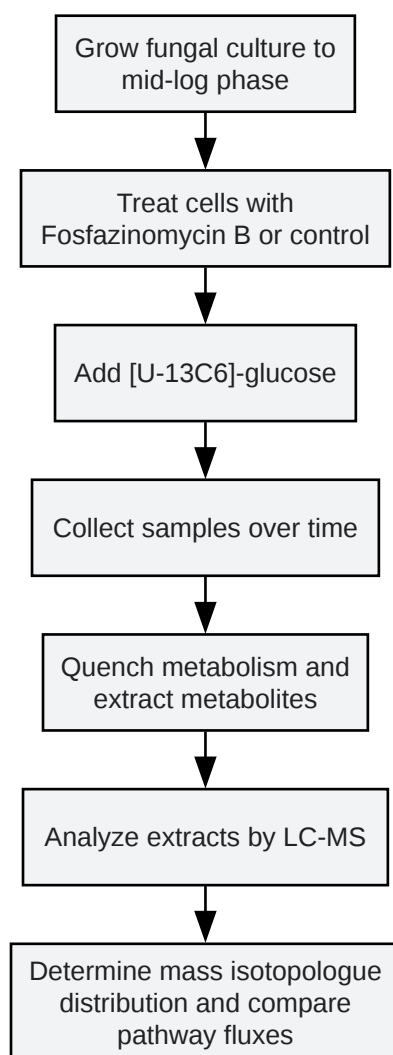 Grow fungal culture to
mid-log phase
Treat cells with
Fosfazinomycin B or control
Add [U-13C6]-glucose
Collect samples over time
Quench metabolism and
extract metabolites
Analyze extracts by LC-MS
Determine mass isotopologue
distribution and compare
pathway fluxes